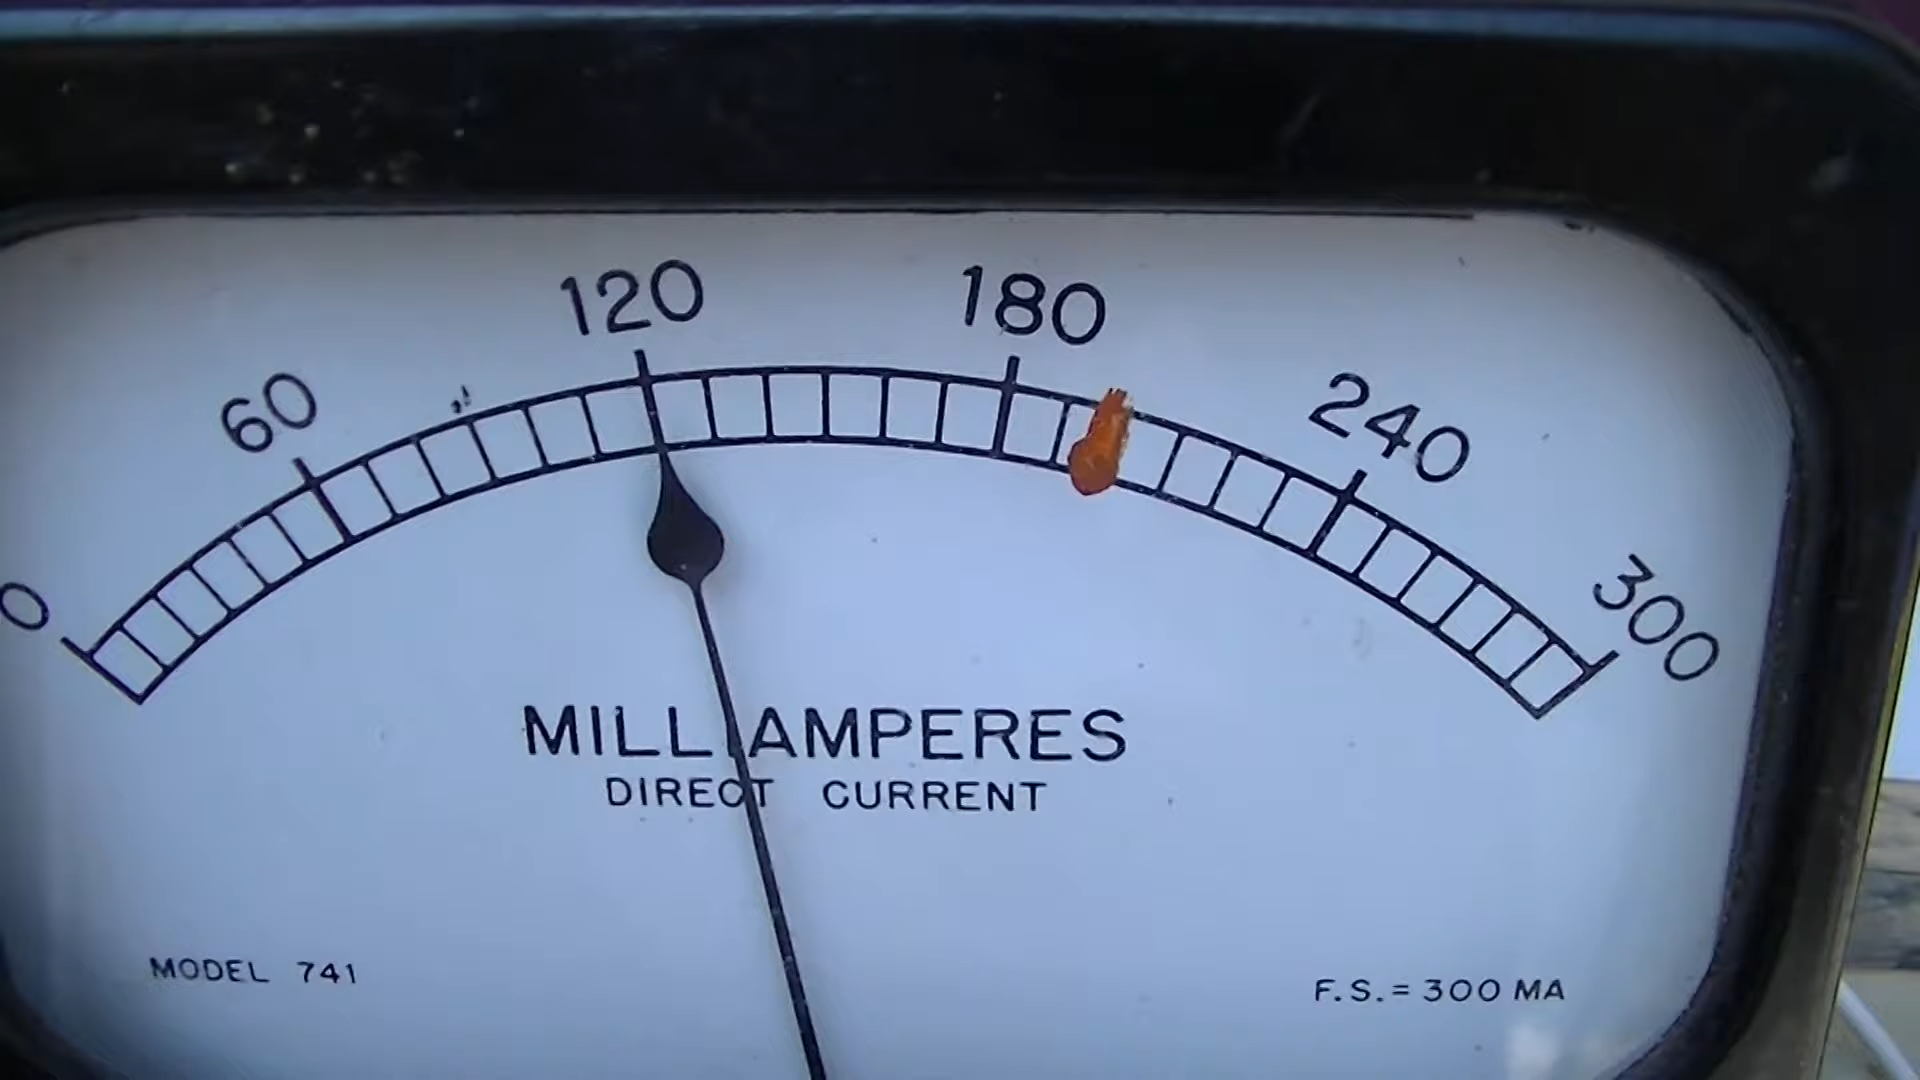 0 60 120 180 240 300
MILLIAMPERES
DIRECT CURRENT
MODEL 741
F.S.= 300 MA